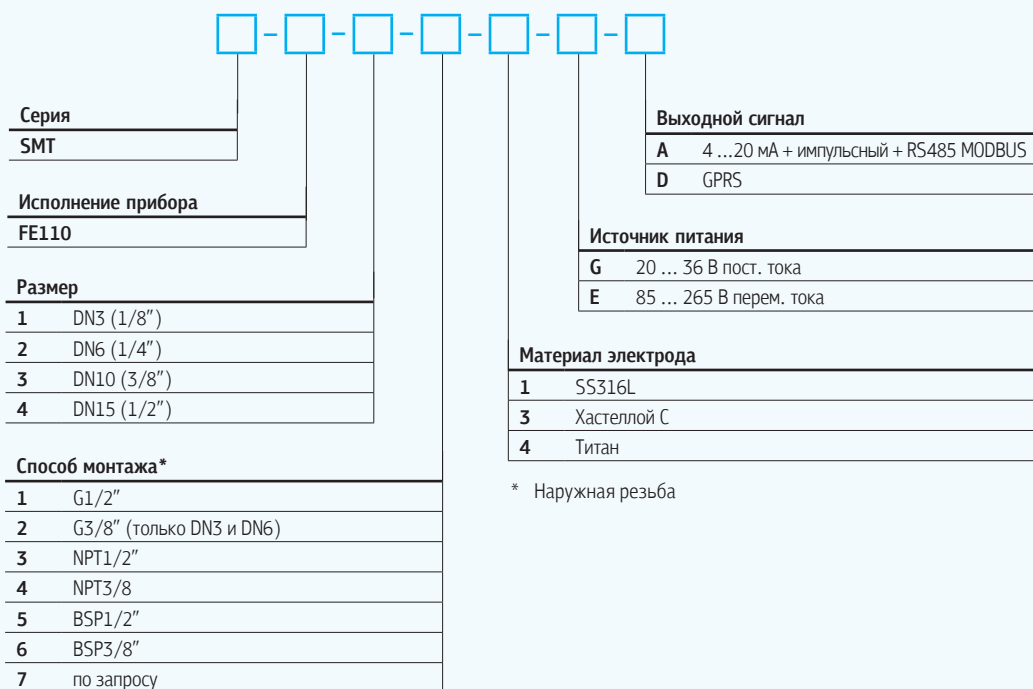 Серия
SMT
Исполнение прибора
FE110
Размер
1 DN3 (1/8″)
2 DN6 (1/4″)
3 DN10 (3/8″)
4 DN15 (1/2″)
Способ монтажа*
1 G1/2″
2 G3/8″ (только DN3 и DN6)
3 NPT1/2″
4 NPT3/8
5 BSP1/2″
6 BSP3/8″
7 по запросу
Выходной сигнал
A 4 ...20 мА + импульсный + RS485 MODBUS
D GPRS
Источник питания
G 20 ... 36 В пост. тока
E 85 ... 265 В перем. тока
Материал электрода
1 SS316L
3 Хастеллой С
4 Титан
* Наружная резьба